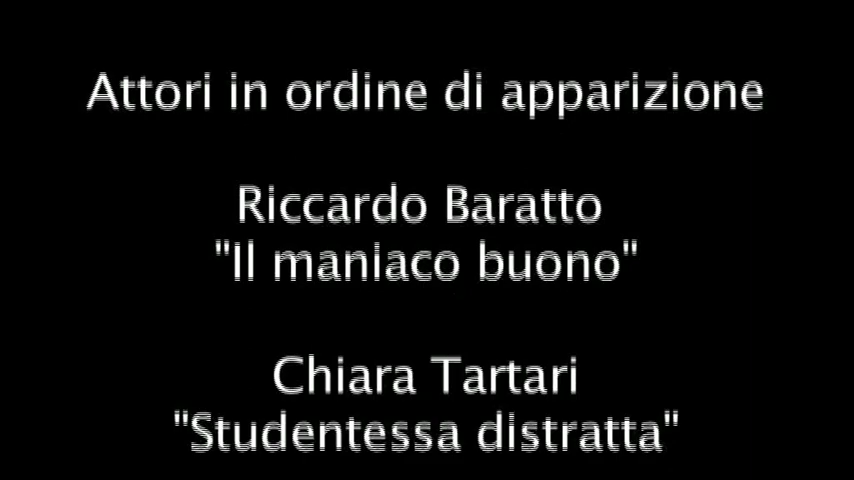 Attori in ordine di apparizione
Riccardo Baratto
"Il maniaco buono"
Chiara Tartari
"Studentessa distratta"